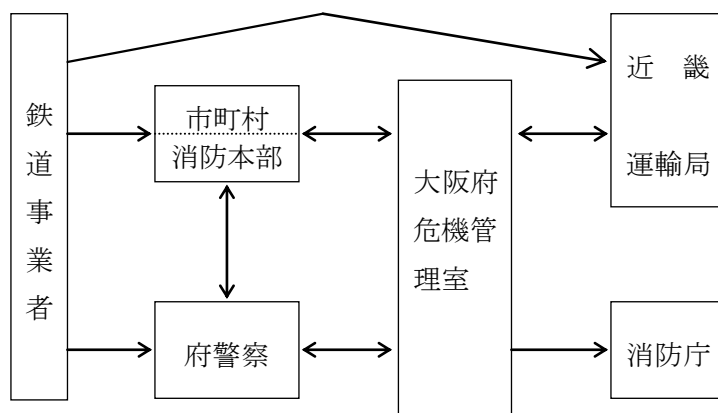 鉄道事業者
市町村
消防本部
府警察
大阪府
危機管
理室
近　畿
運輸局
消防庁